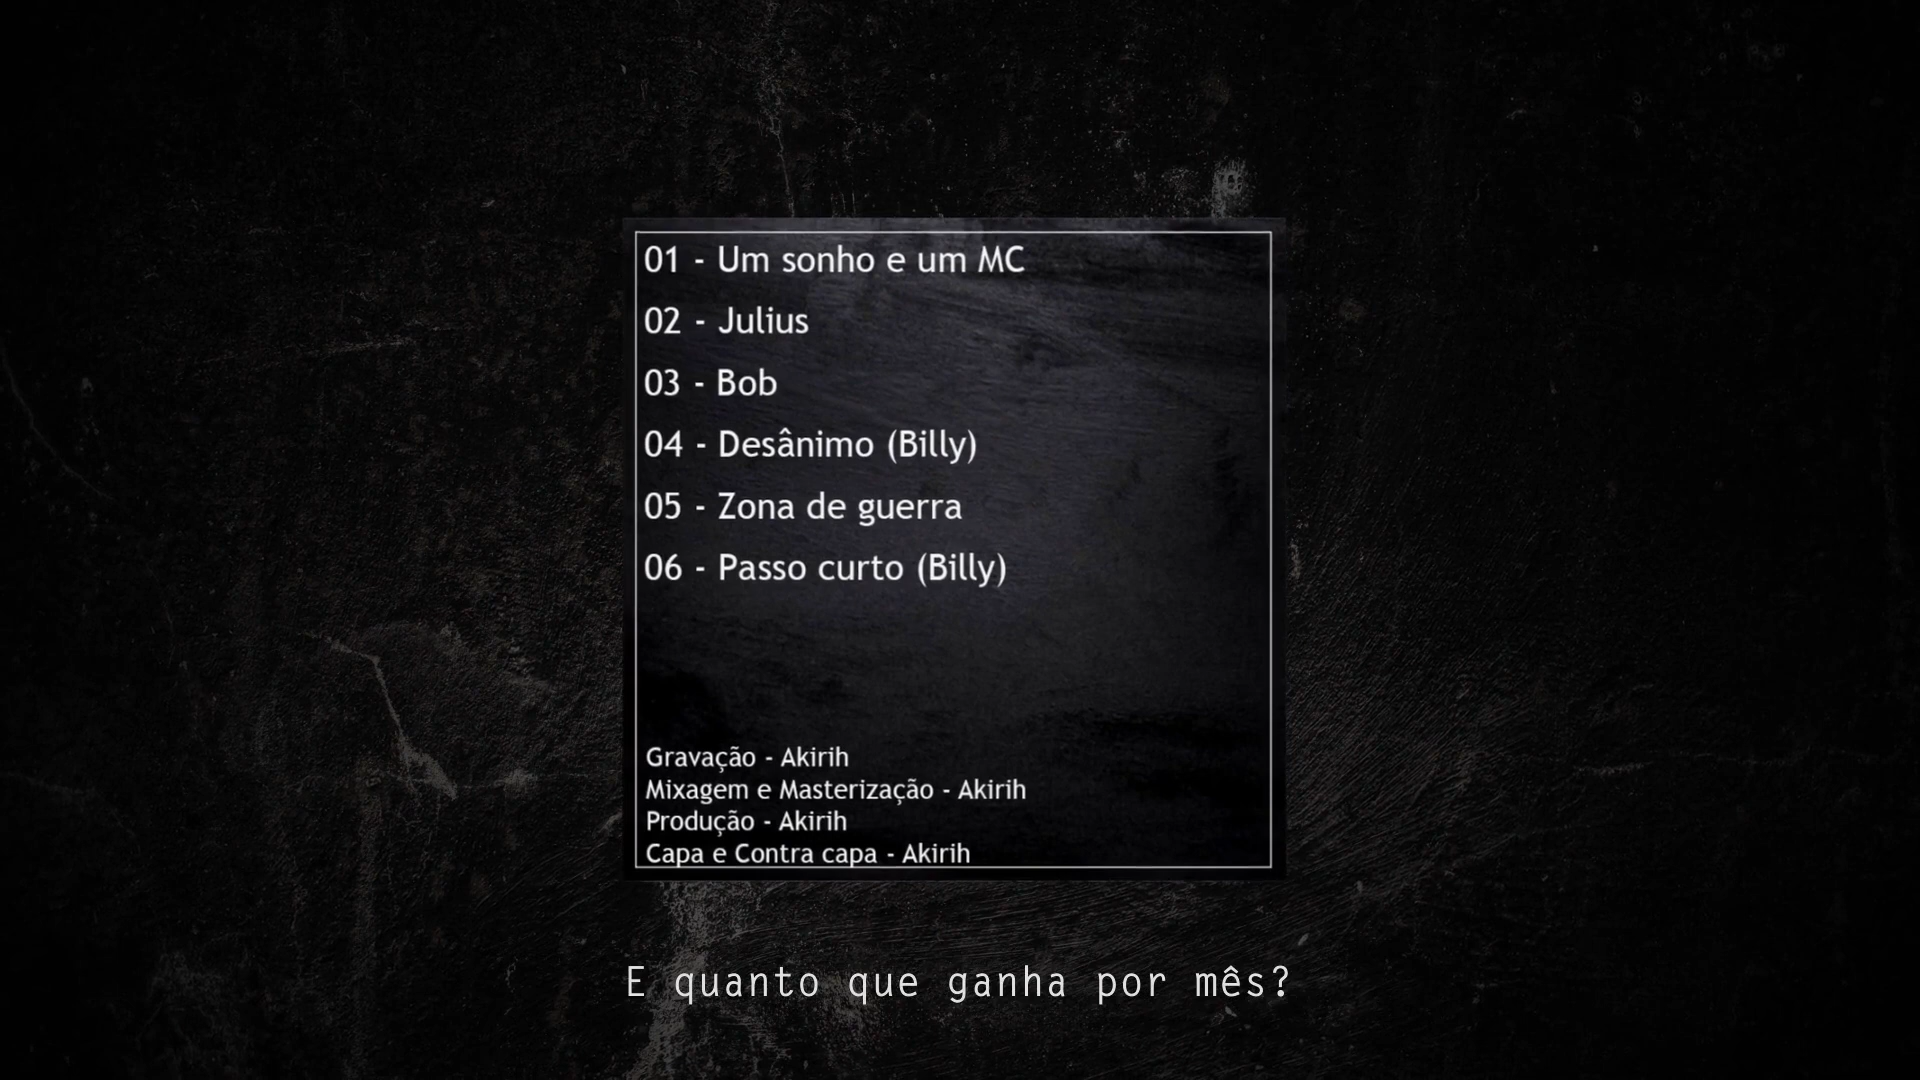 01 - Um sonho e um MC
02 - Julius
03 - Bob
04 - Desânimo (Billy)
05 - Zona de guerra
06 - Passo curto (Billy)
Gravação - Akirih
Mixagem e Masterização - Akirih
Produção - Akirih
Capa e Contra capa - Akirih
E quanto que ganha por mês?